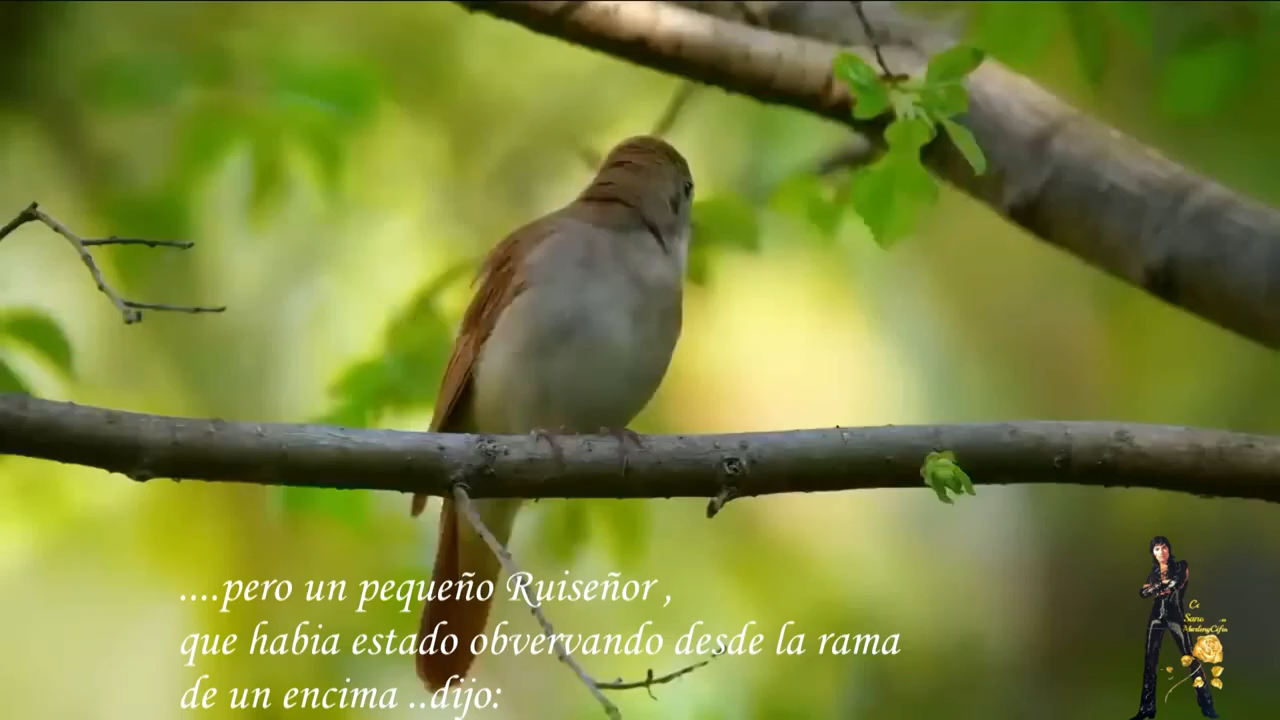 ....pero un pequeño Ruiseñor ,
que habia estado obvervando desde la rama
de un encima ..dijo: